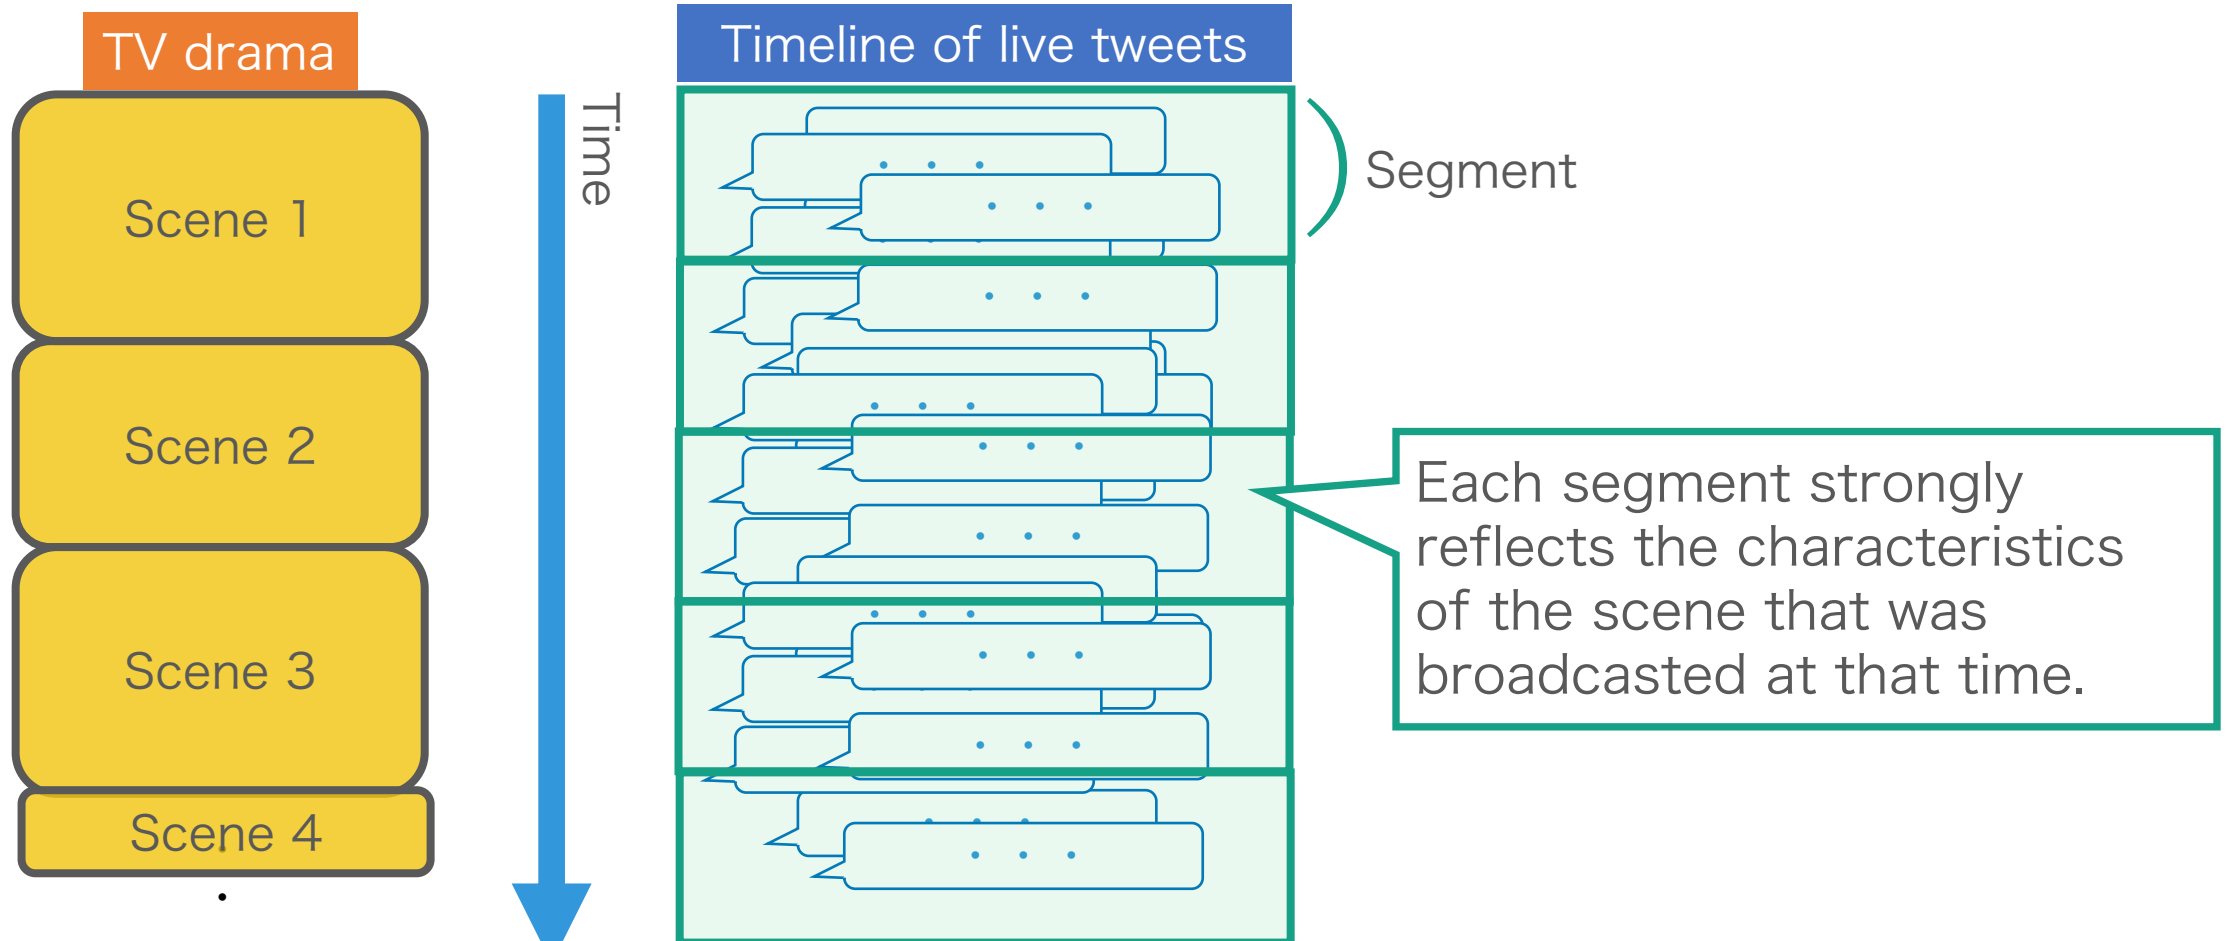 TV drama
Timeline of live tweets
Time
Scene 1
Scene 2
Scene 3
Scene 4
Segment
Each segment strongly
reflects the characteristics
of the scene that was
broadcasted at that time.